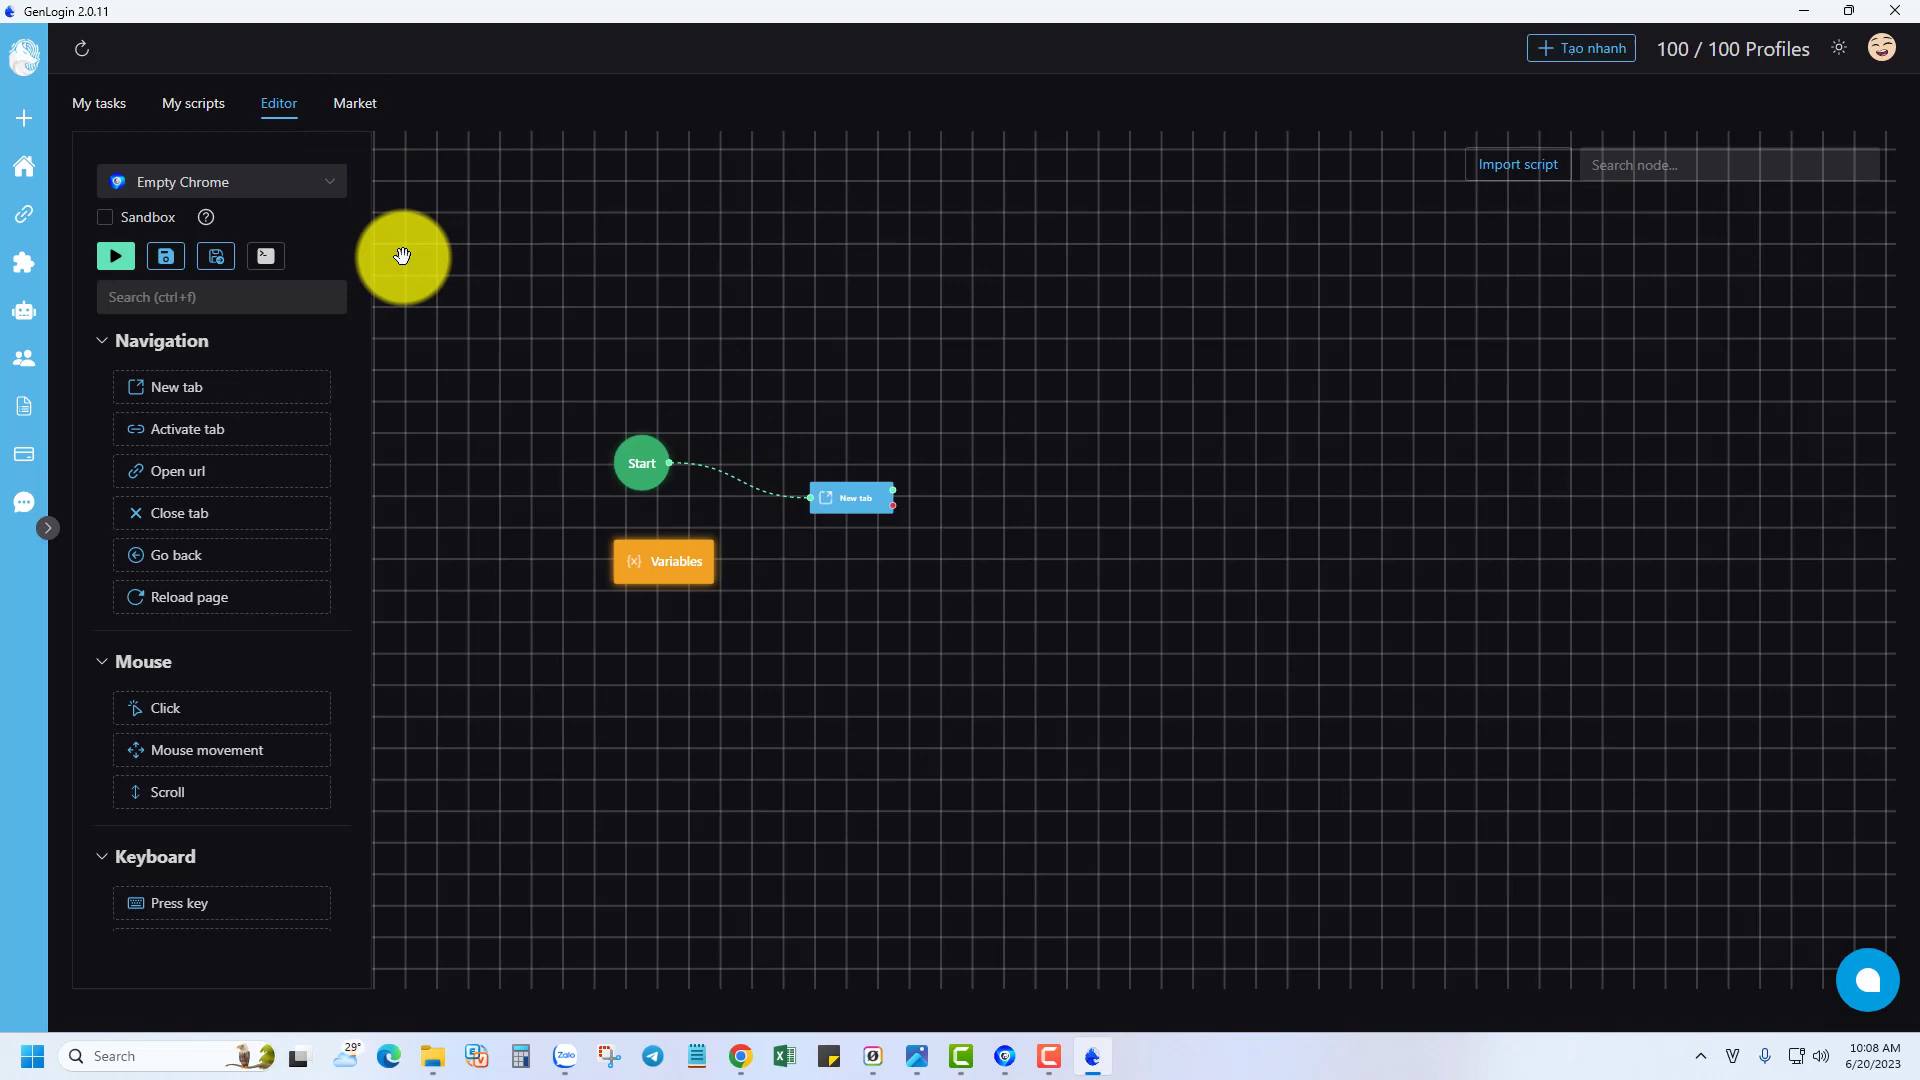 GenLogin 2.0.11
Tạo nhanh
100 / 100 Profiles
My tasks
My scripts
Editor
Market
Empty Chrome
Import script
Search node...
Sandbox
Search (ctrl+f)
Navigation
New tab
Activate tab
Open url
Close tab
Go back
Reload page
Start
New tab
{x} Variables
Mouse
Click
Mouse movement
Scroll
Keyboard
Press key
Search
29°
Zalo
10:08 AM
6/20/2023